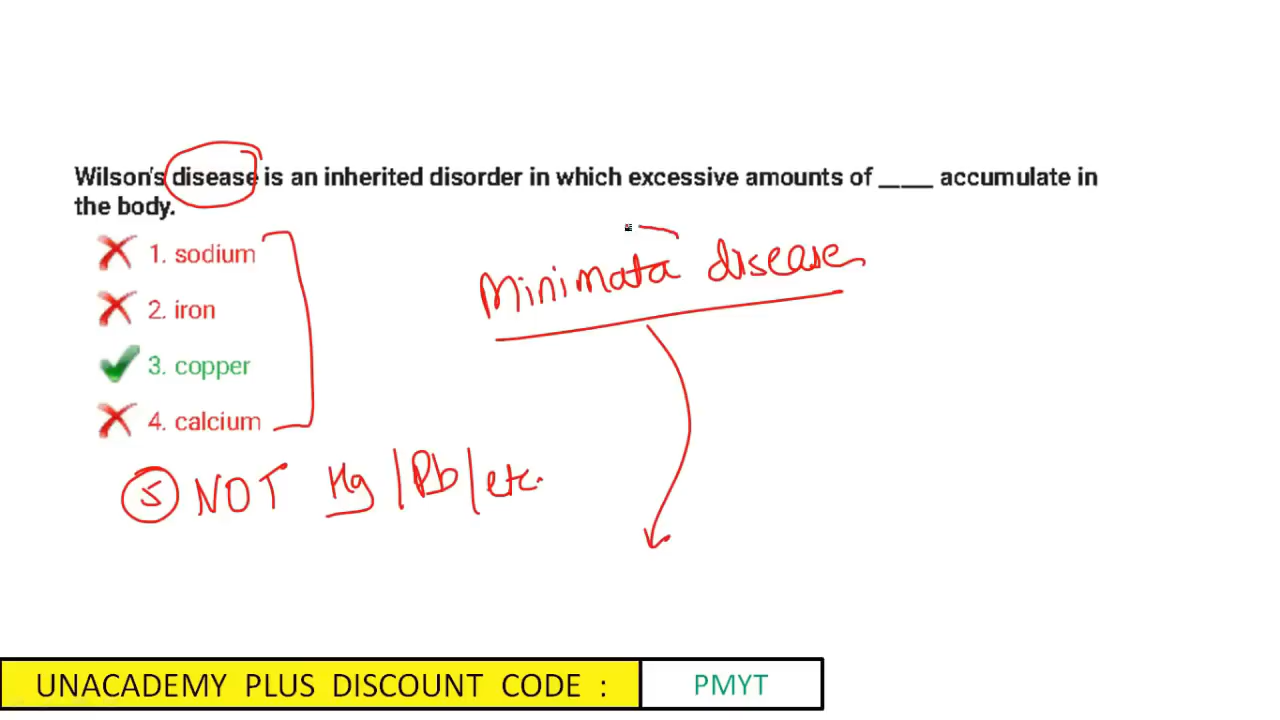 Wilson's disease is an inherited disorder in which excessive amounts of ____ accumulate in
the body.
1. sodium
2. iron
3. copper
4. calcium
Minimata disease
5 NOT Hg/Pb/etc.
UNACADEMY PLUS DISCOUNT CODE : PMYT